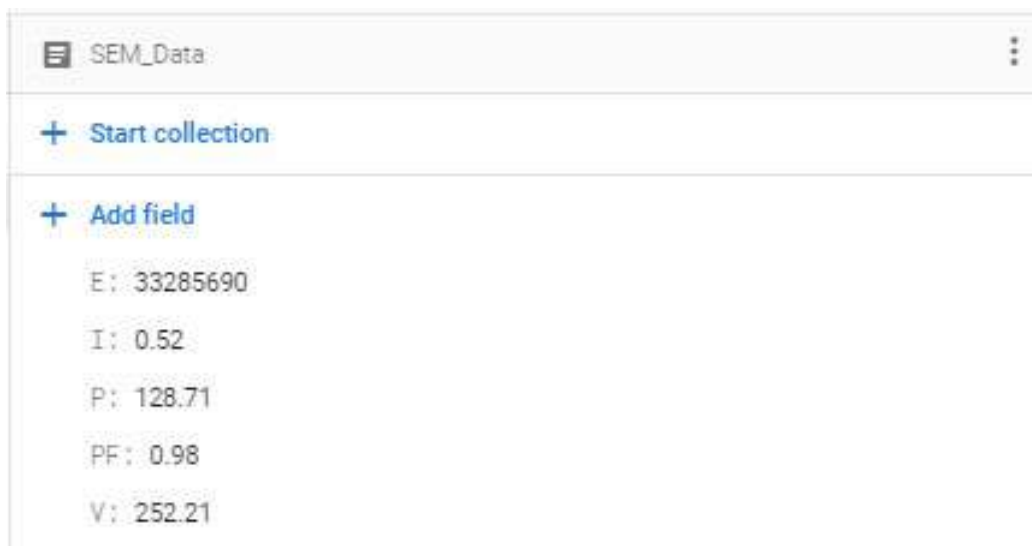 SEM_Data
+ Start collection
+ Add field
E: 33285690
I: 0.52
P: 128.71
PF: 0.98
V: 252.21